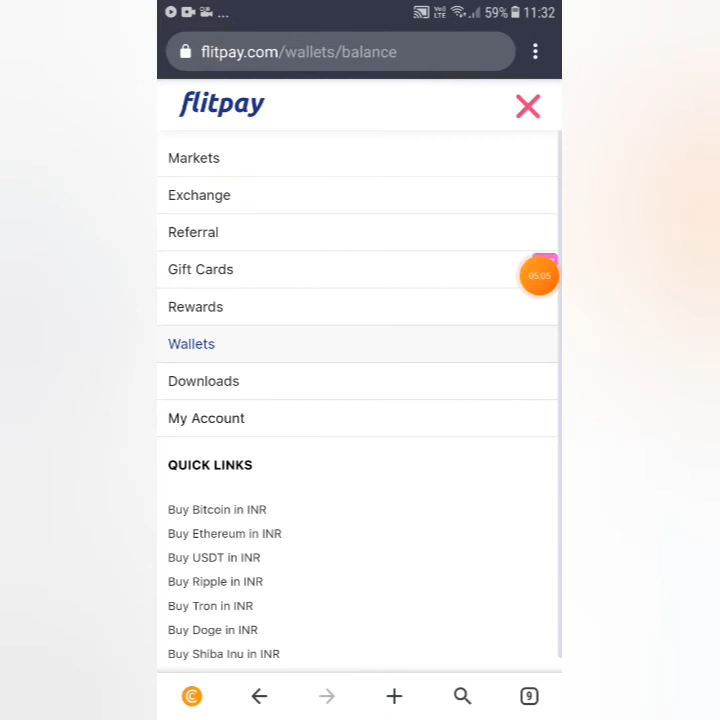 ... 59% 11:32
flitpay.com/wallets/balance
flitpay
Markets
Exchange
Referral
Gift Cards
05:05
Rewards
Wallets
Downloads
My Account
QUICK LINKS
Buy Bitcoin in INR
Buy Ethereum in INR
Buy USDT in INR
Buy Ripple in INR
Buy Tron in INR
Buy Doge in INR
Buy Shiba Inu in INR
9